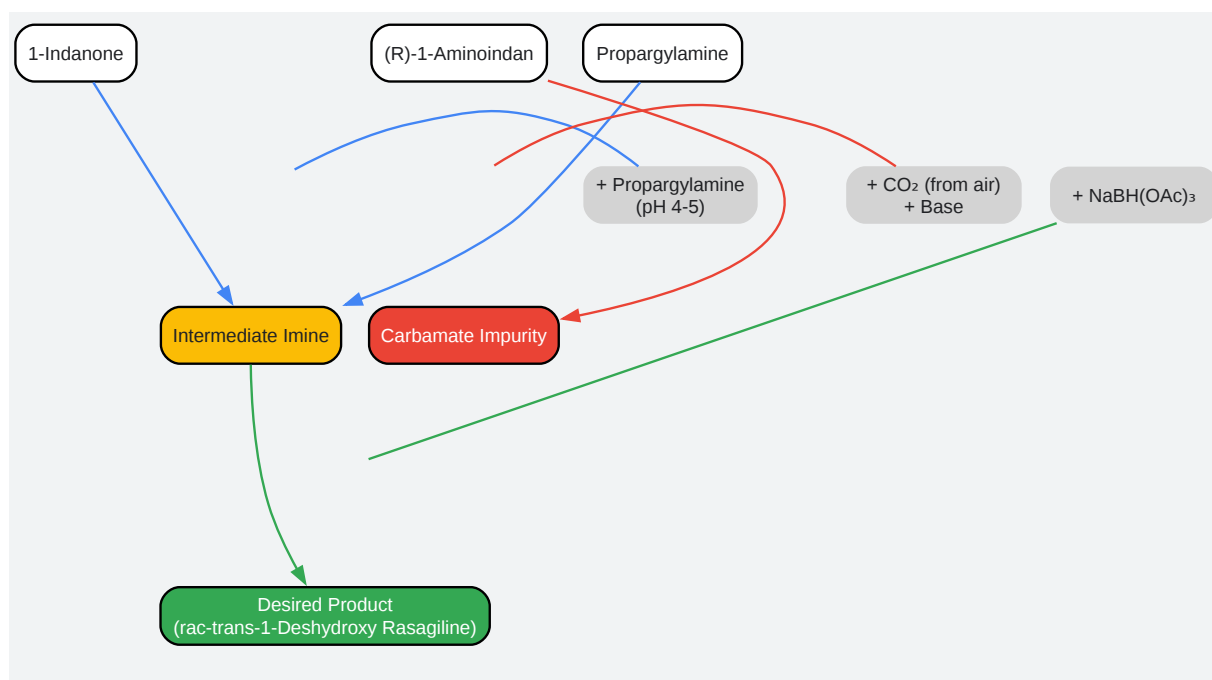 1-Indanone
(R)-1-Aminoindan
Propargylamine
+ Propargylamine
(pH 4-5)
+ CO₂ (from air)
+ Base
+ NaBH(OAc)₃
Intermediate Imine
Carbamate Impurity
Desired Product
(rac-trans-1-Deshydroxy Rasagiline)